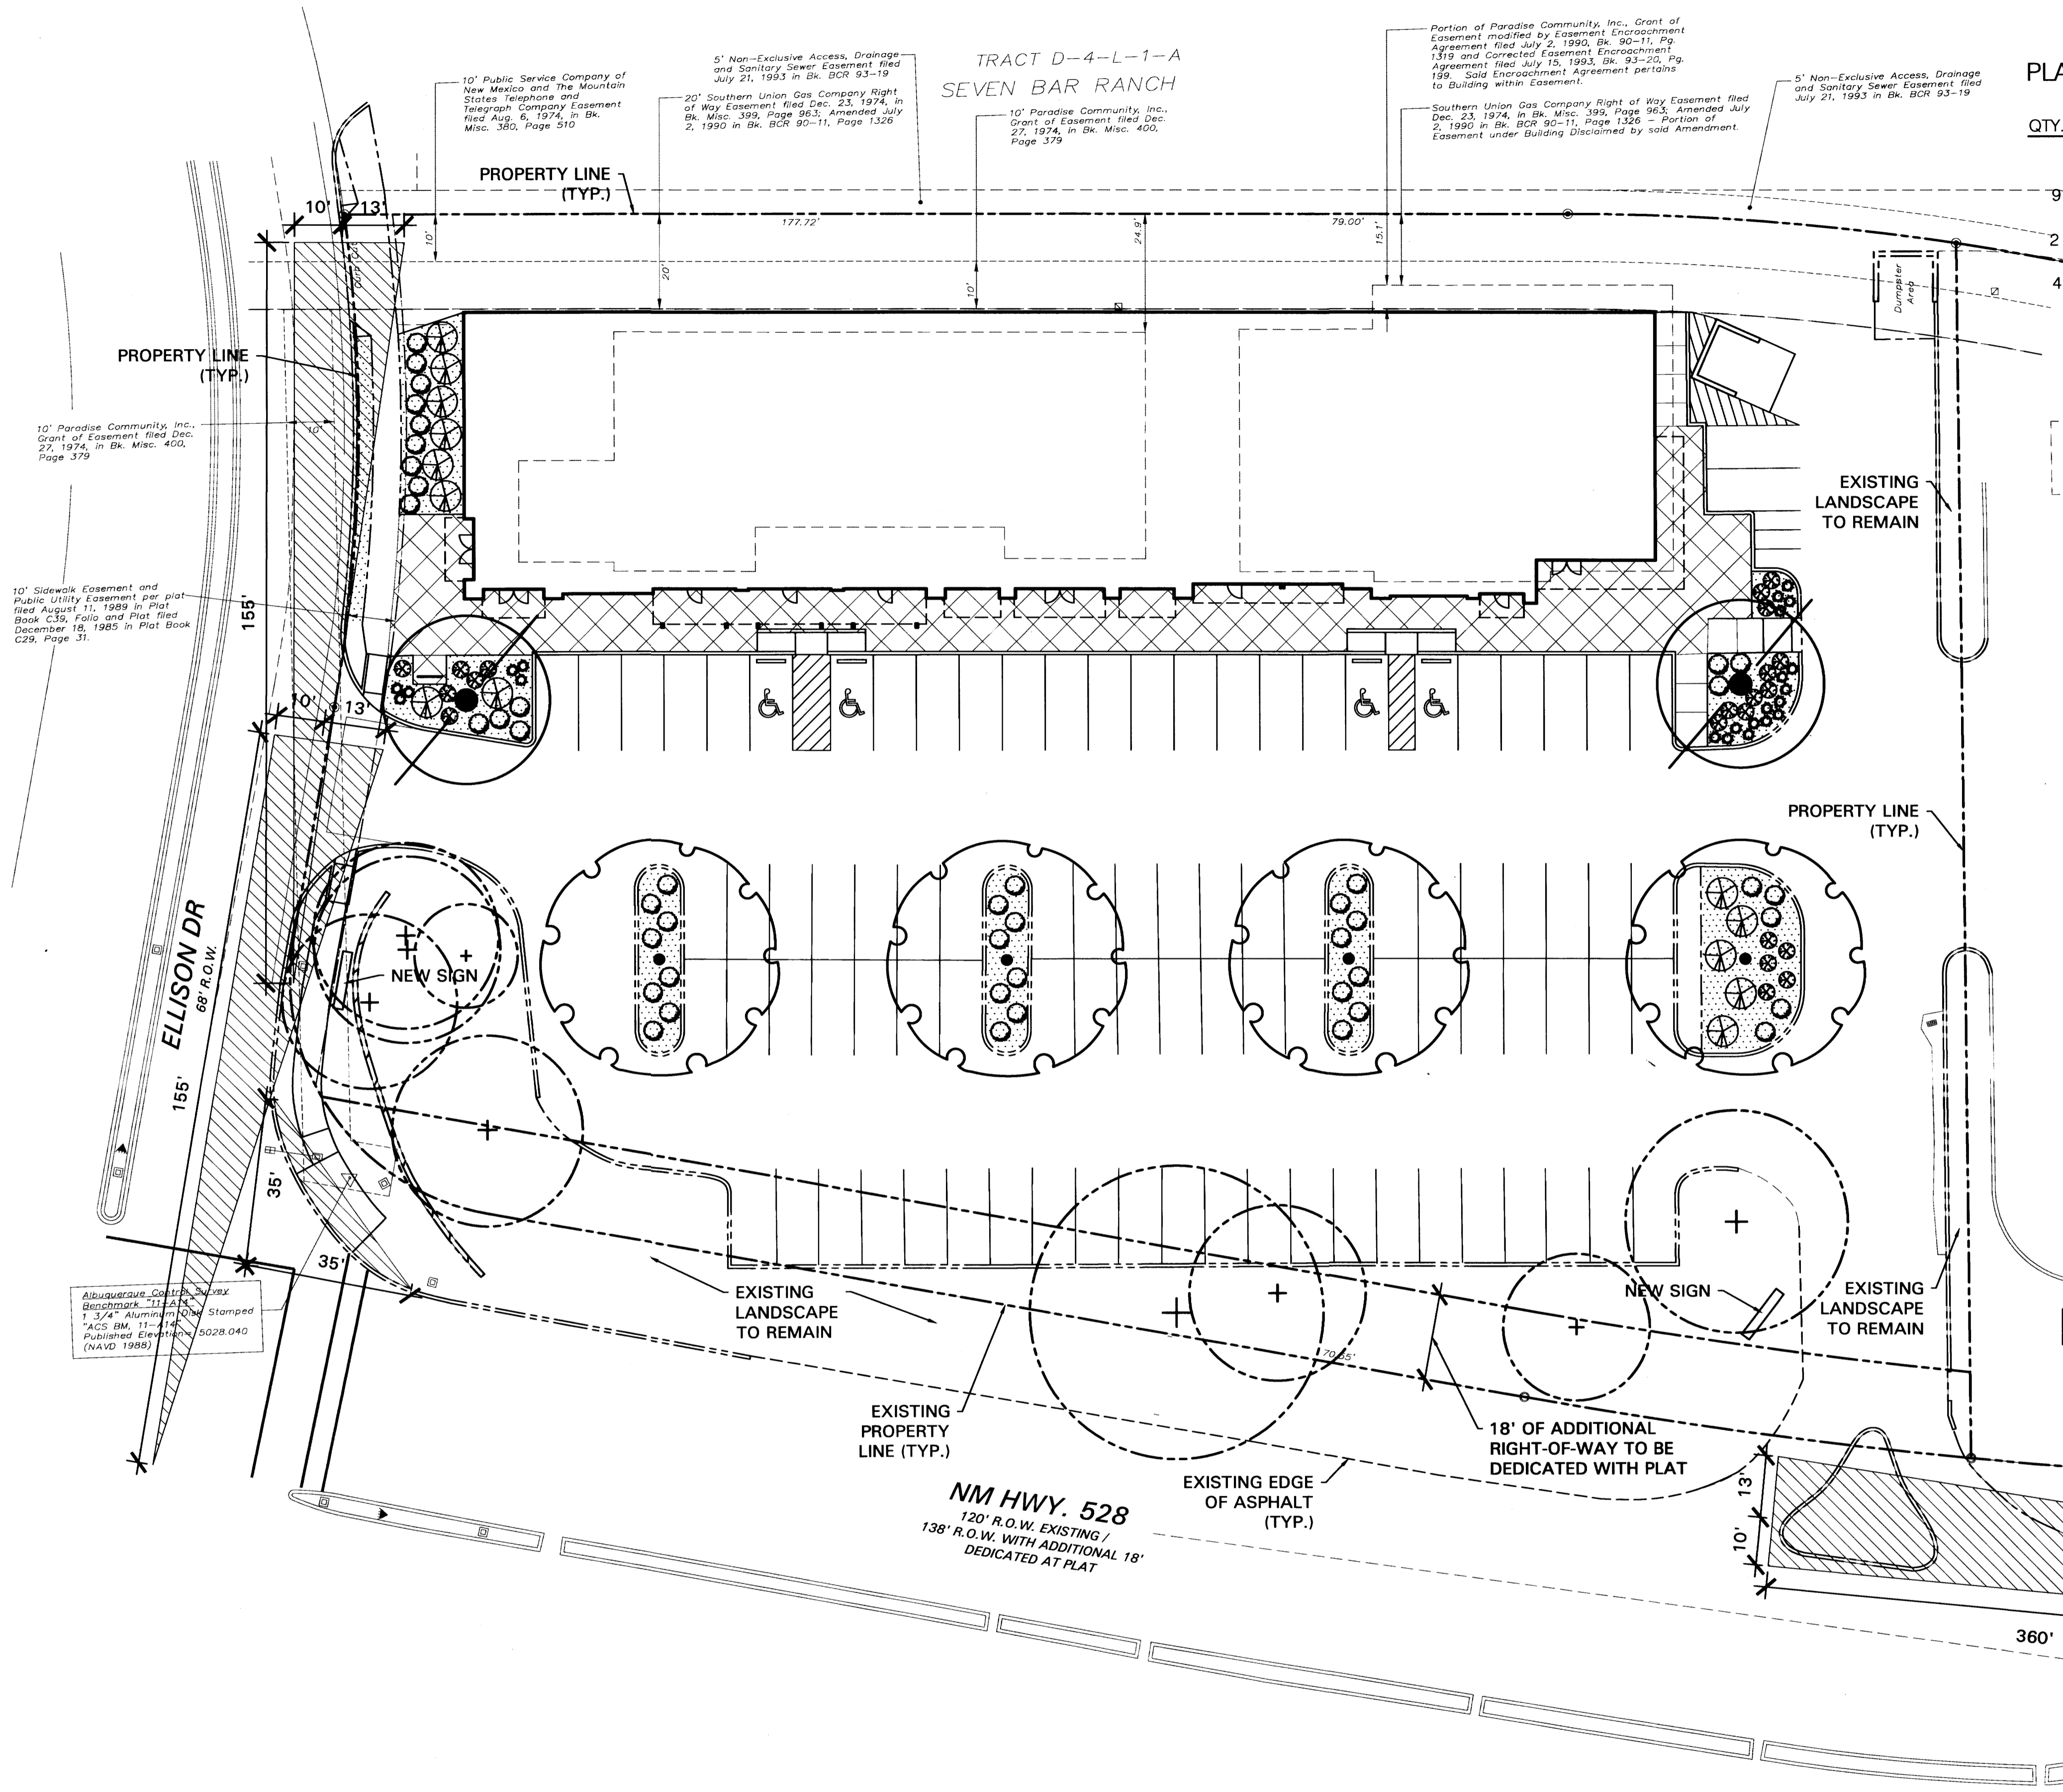 TRACT D-4-L-1-A
SEVEN BAR RANCH
10' Public Service Company of
New Mexico and The Mountain
States Telephone and
Telegraph Company Easement
filed Aug. 6, 1974, in Bk.
Misc. 380, Page 510
5' Non-Exclusive Access, Drainage
and Sanitary Sewer Easement filed
July 21, 1993 in Bk. BCR 93-19
20' Southern Union Gas Company Right
of Way Easement filed Dec. 23, 1974, in
Bk. Misc. 399, Page 963; Amended July
2, 1990 in Bk. BCR 90-11, Page 1326
10' Paradise Community, Inc.,
Grant of Easement filed Dec.
27, 1974, in Bk. Misc. 400,
Page 379
Portion of Paradise Community, Inc., Grant of
Easement modified by Easement Encroachment
Agreement filed July 2, 1990, Bk. 90-11, Pg.
1319 and Corrected Easement Encroachment
Agreement filed July 15, 1993, Bk. 93-20, Pg.
199. Said Encroachment Agreement pertains
to Building within Easement.
Southern Union Gas Company Right of Way Easement filed
Dec. 23, 1974, in Bk. Misc. 399, Page 963; Amended July
2, 1990 in Bk. BCR 90-11, Page 1326 - Portion of
Easement under Building Disclaimed by said Amendment.
5' Non-Exclusive Access, Drainage
and Sanitary Sewer Easement filed
July 21, 1993 in Bk. BCR 93-19
PLA
QTY.
9
2
4
PROPERTY LINE
(TYP.)
10'
13'
177.72'
79.00'
10'
20'
10'
24.9'
15.1'
Curb Cut
Dumpster
Area
PROPERTY LINE
(TYP.)
10' Paradise Community, Inc.,
Grant of Easement filed Dec.
27, 1974, in Bk. Misc. 400,
Page 379
10'
EXISTING
LANDSCAPE
TO REMAIN
10' Sidewalk Easement and
Public Utility Easement per plat
filed August 11, 1989 in Plat
Book C39, Folio and Plat filed
December 18, 1985 in Plat Book
C29, Page 31.
155'
10'
13'
PROPERTY LINE
(TYP.)
ELLISON DR
68' R.O.W.
155'
NEW SIGN
35'
35'
Albuquerque Control Survey
Benchmark "11-A14"
1 3/4" Aluminum Disk Stamped
"ACS BM, 11-A14"
Published Elevation= 5028.040
(NAVD 1988)
EXISTING
LANDSCAPE
TO REMAIN
NEW SIGN
EXISTING
LANDSCAPE
TO REMAIN
EXISTING
PROPERTY
LINE (TYP.)
18' OF ADDITIONAL
RIGHT-OF-WAY TO BE
DEDICATED WITH PLAT
EXISTING EDGE
OF ASPHALT
(TYP.)
NM HWY. 528
120' R.O.W. EXISTING /
138' R.O.W. WITH ADDITIONAL 18'
DEDICATED AT PLAT
13'
10'
360'